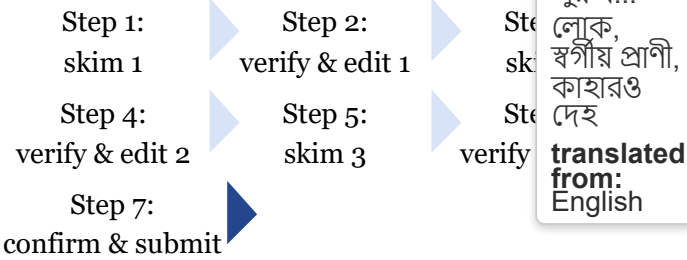 Step 1:
skim 1
Step 2:
verify & edit 1
Step 4:
verify & edit 2
Step 5:
skim 3
verify
Step 7:
confirm & submit
লোক,
স্বর্গীয় প্রাণী,
কাহারও
দেহ
translated
from:
English